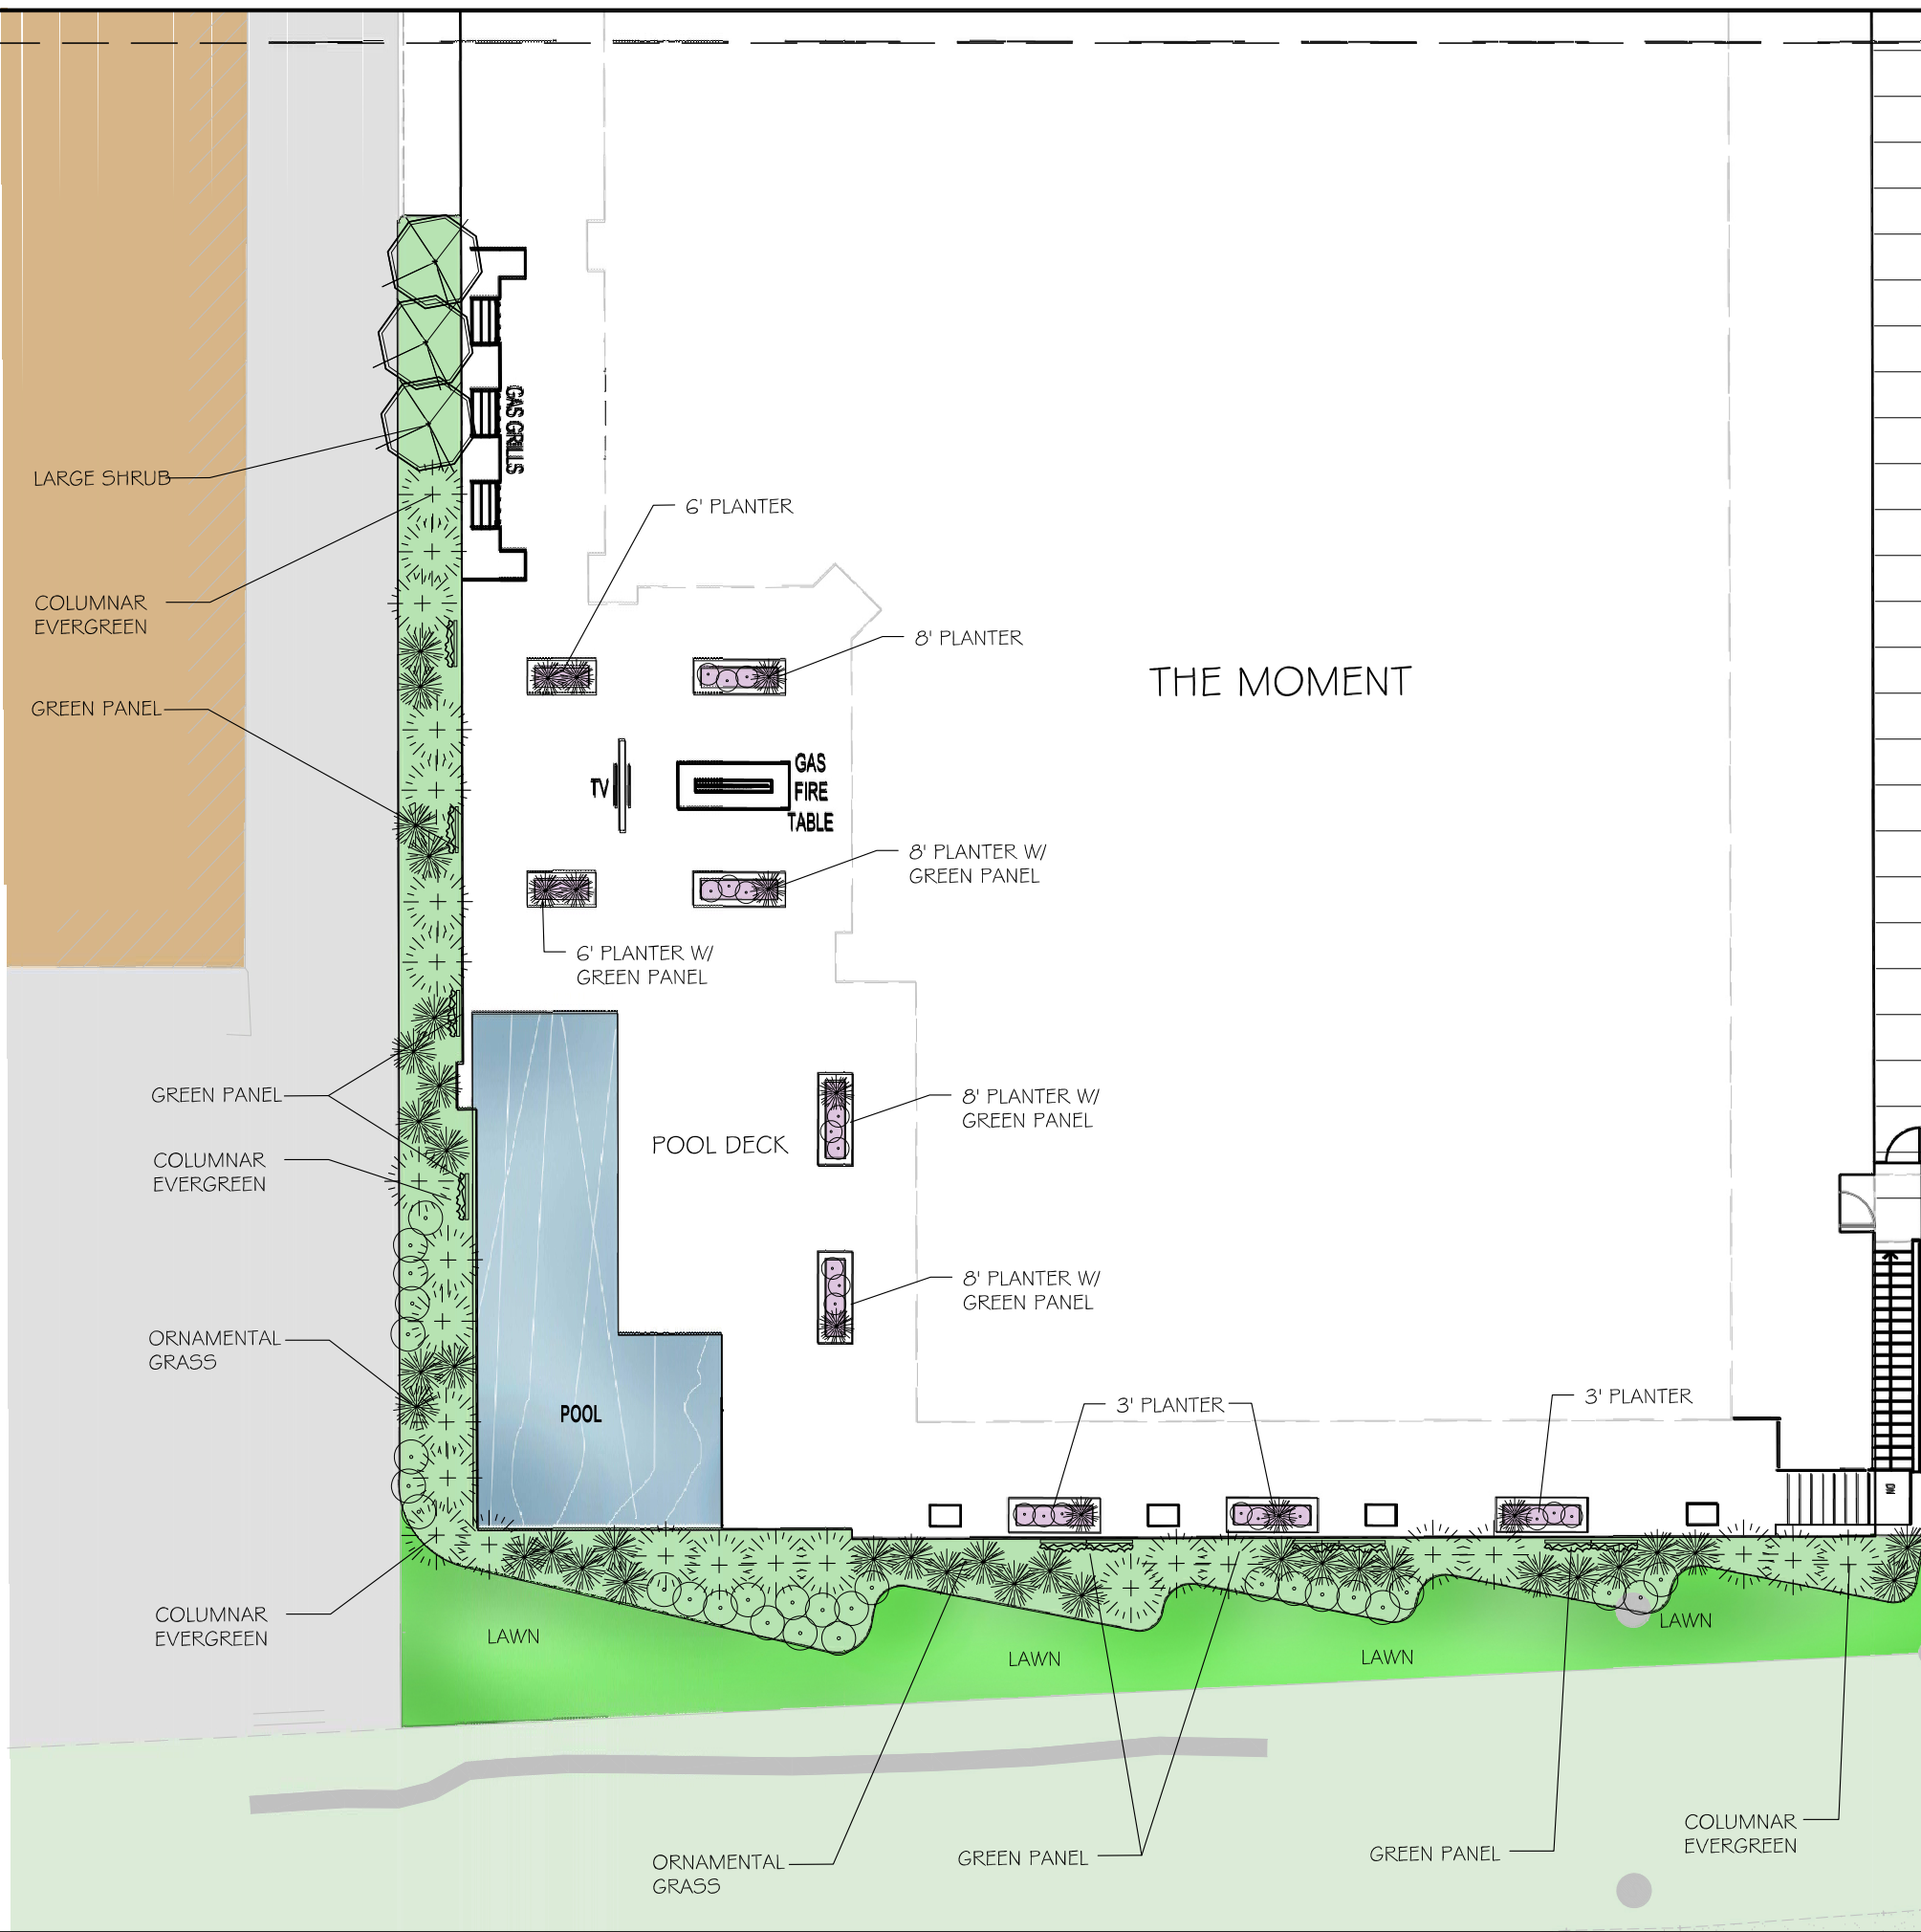 GAS GRILLS
LARGE SHRUB
6' PLANTER
COLUMNAR
EVERGREEN
8' PLANTER
THE MOMENT
GREEN PANEL
TV
GAS
FIRE
TABLE
8' PLANTER W/
GREEN PANEL
6' PLANTER W/
GREEN PANEL
GREEN PANEL
8' PLANTER W/
GREEN PANEL
POOL DECK
COLUMNAR
EVERGREEN
8' PLANTER W/
GREEN PANEL
ORNAMENTAL
GRASS
3' PLANTER
3' PLANTER
POOL
DN
COLUMNAR
EVERGREEN
LAWN
LAWN
LAWN
LAWN
ORNAMENTAL
GRASS
GREEN PANEL
GREEN PANEL
COLUMNAR
EVERGREEN